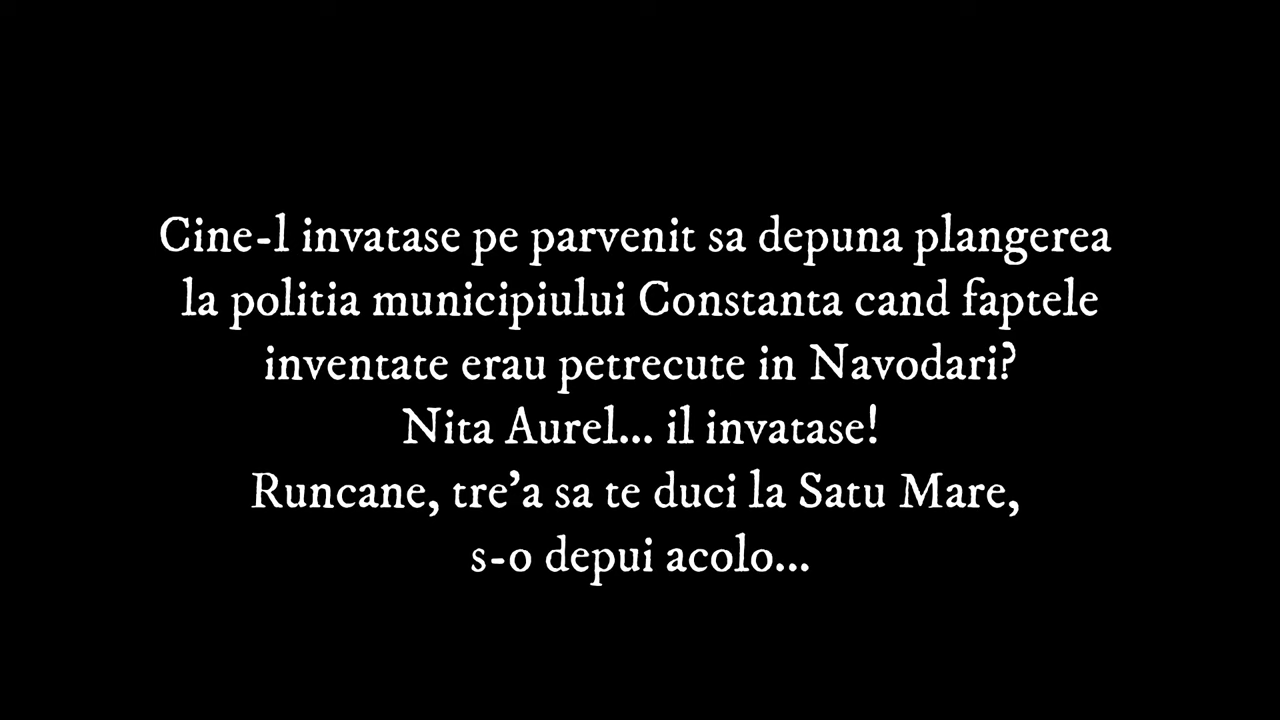 Cine-l invatase pe parvenit sa depuna plangerea
la politia municipiului Constanta cand faptele
inventate erau petrecute in Navodari?
Nita Aurel... il invatase!
Runcane, tre'a sa te duci la Satu Mare,
s-o depui acolo...